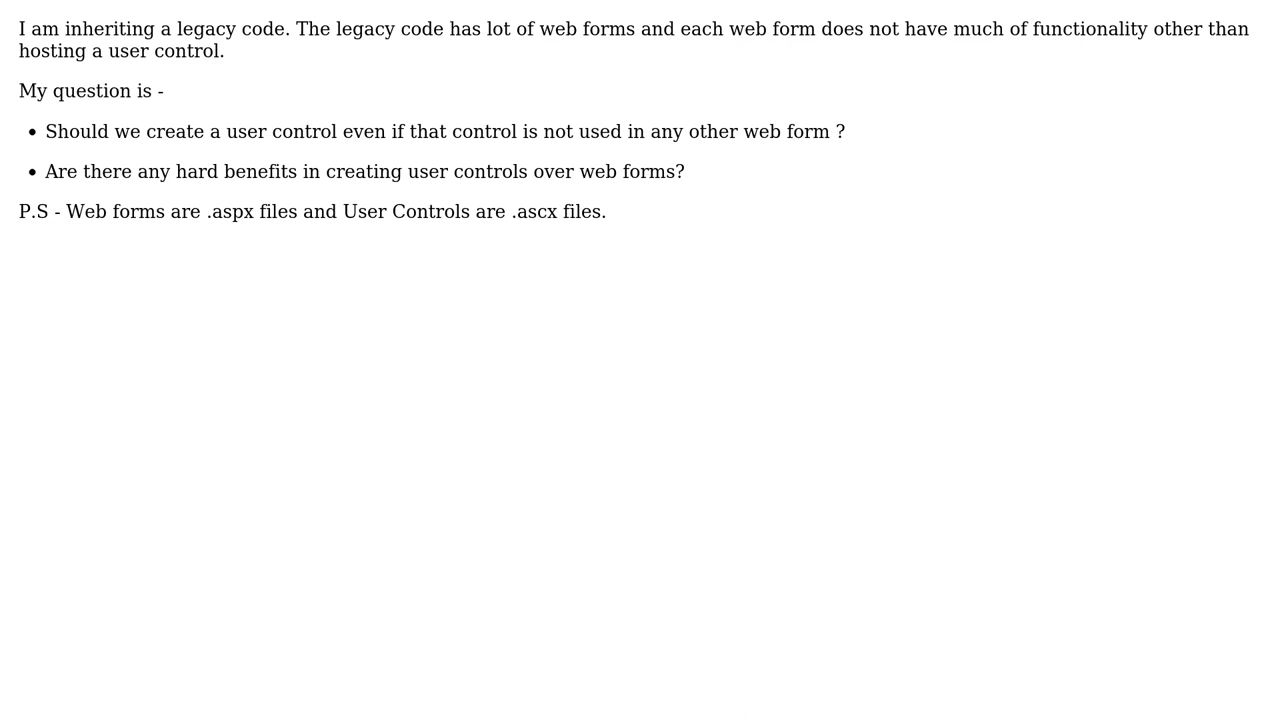 I am inheriting a legacy code. The legacy code has lot of web forms and each web form does not have much of functionality other than
hosting a user control.
My question is -
• Should we create a user control even if that control is not used in any other web form ?
• Are there any hard benefits in creating user controls over web forms?
P.S - Web forms are .aspx files and User Controls are .ascx files.